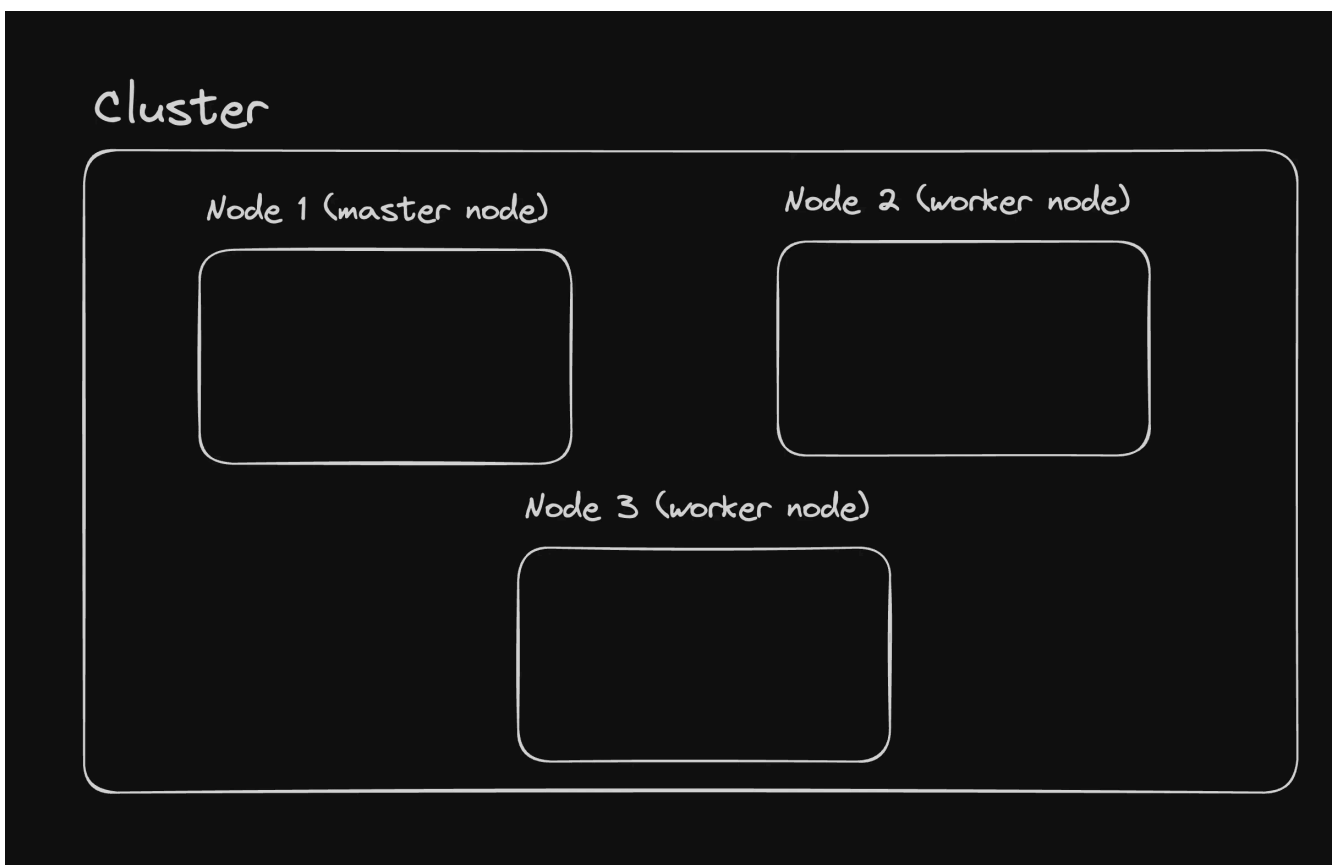 Cluster
Node 1 (master node)
Node 2 (worker node)
Node 3 (worker node)